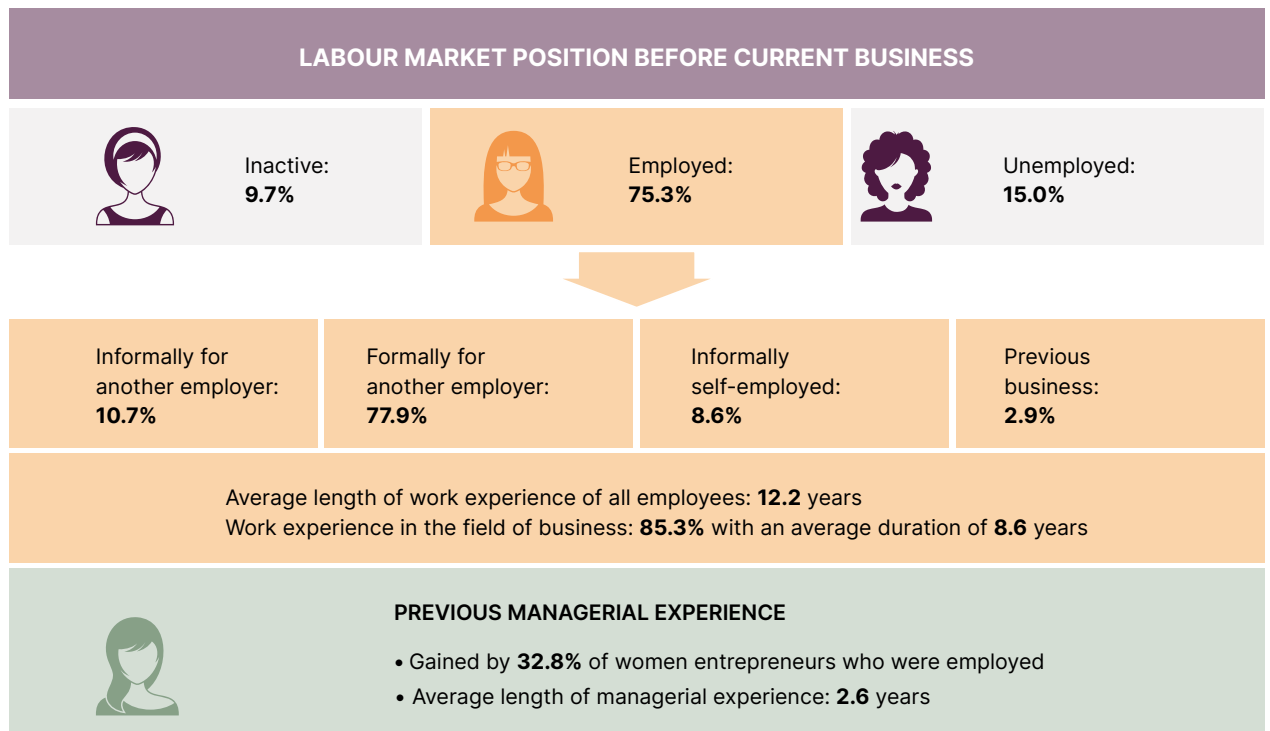 LABOUR MARKET POSITION BEFORE CURRENT BUSINESS
Inactive:
9.7%
Employed:
75.3%
Unemployed:
15.0%
Informally for
another employer:
10.7%
Formally for
another employer:
77.9%
Informally
self-employed:
8.6%
Previous
business:
2.9%
Average length of work experience of all employees: 12.2 years
Work experience in the field of business: 85.3% with an average duration of 8.6 years
PREVIOUS MANAGERIAL EXPERIENCE
• Gained by 32.8% of women entrepreneurs who were employed
• Average length of managerial experience: 2.6 years